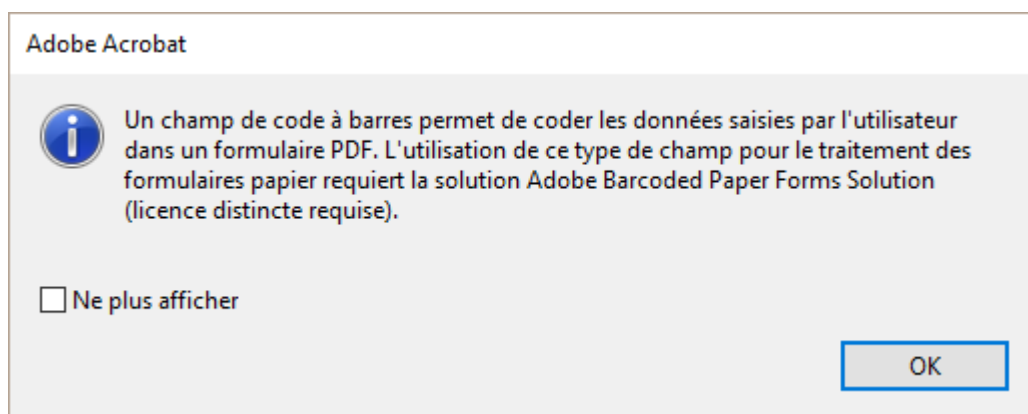 Adobe Acrobat
Un champ de code à barres permet de coder les données saisies par l'utilisateur
dans un formulaire PDF. L'utilisation de ce type de champ pour le traitement des
formulaires papier requiert la solution Adobe Barcoded Paper Forms Solution
(licence distincte requise).
Ne plus afficher
OK